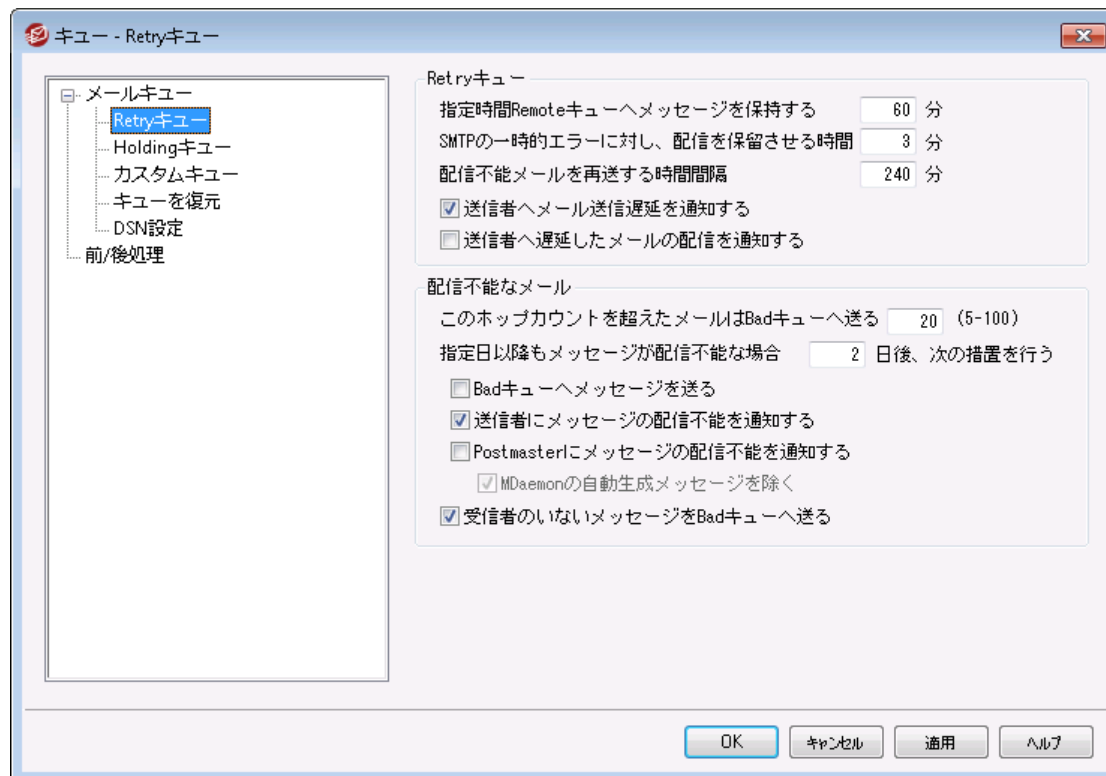 キュー - Retryキュー
メールキュー
Retryキュー
Holdingキュー
カスタムキュー
キューを復元
DSN設定
前/後処理
Retryキュー
指定時間Remoteキューへメッセージを保持する 60 分
SMTPの一時的エラーに対し、配信を保留させる時間 3 分
配信不能メールを再送する時間間隔 240 分
送信者へメール送信遅延を通知する
送信者へ遅延したメールの配信を通知する
配信不能なメール
このホップカウントを超えたメールはBadキューへ送る 20 (5-100)
指定日以降もメッセージが配信不能な場合 2 日後、次の措置を行う
Badキューへメッセージを送る
送信者にメッセージの配信不能を通知する
Postmasterにメッセージの配信不能を通知する
MDaemonの自動生成メッセージを除く
受信者のいないメッセージをBadキューへ送る
OK キャンセル 適用 ヘルプ